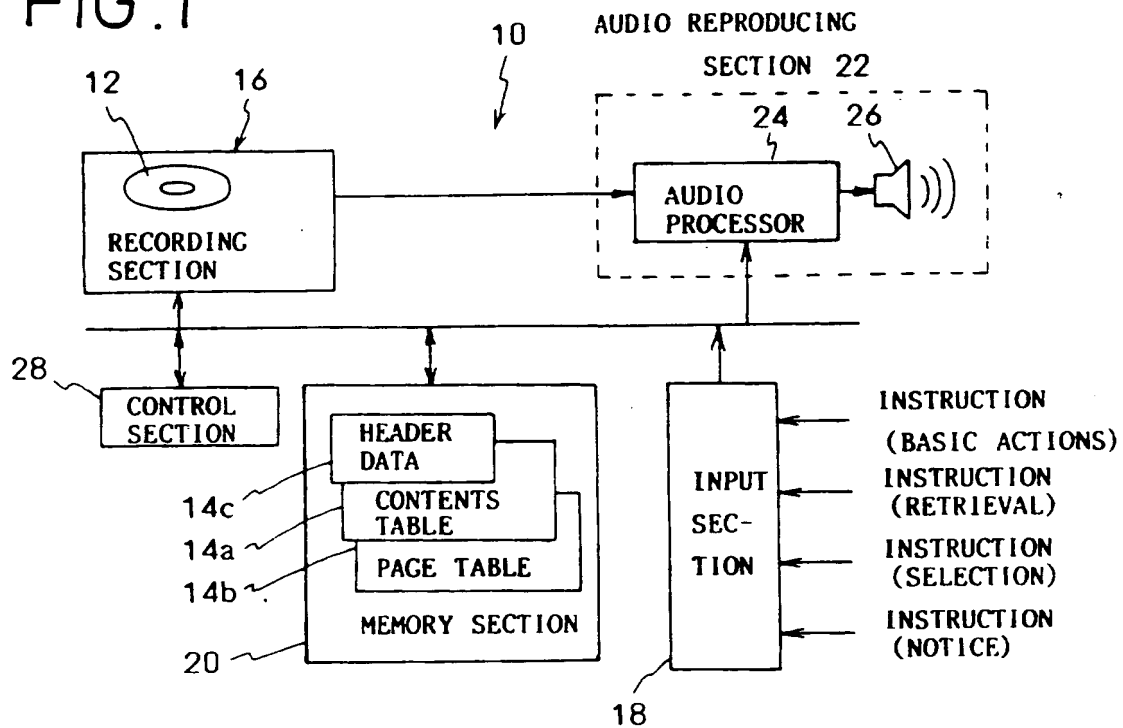 FIG.1
10
AUDIO REPRODUCING
SECTION 22
12
16
24
26
RECORDING
SECTION
AUDIO
PROCESSOR
28
CONTROL
SECTION
HEADER
DATA
14c
CONTENTS
TABLE
14a
PAGE TABLE
14b
MEMORY SECTION
20
INPUT
SEC-
TION
18
INSTRUCTION
(BASIC ACTIONS)
INSTRUCTION
(RETRIEVAL)
INSTRUCTION
(SELECTION)
INSTRUCTION
(NOTICE)